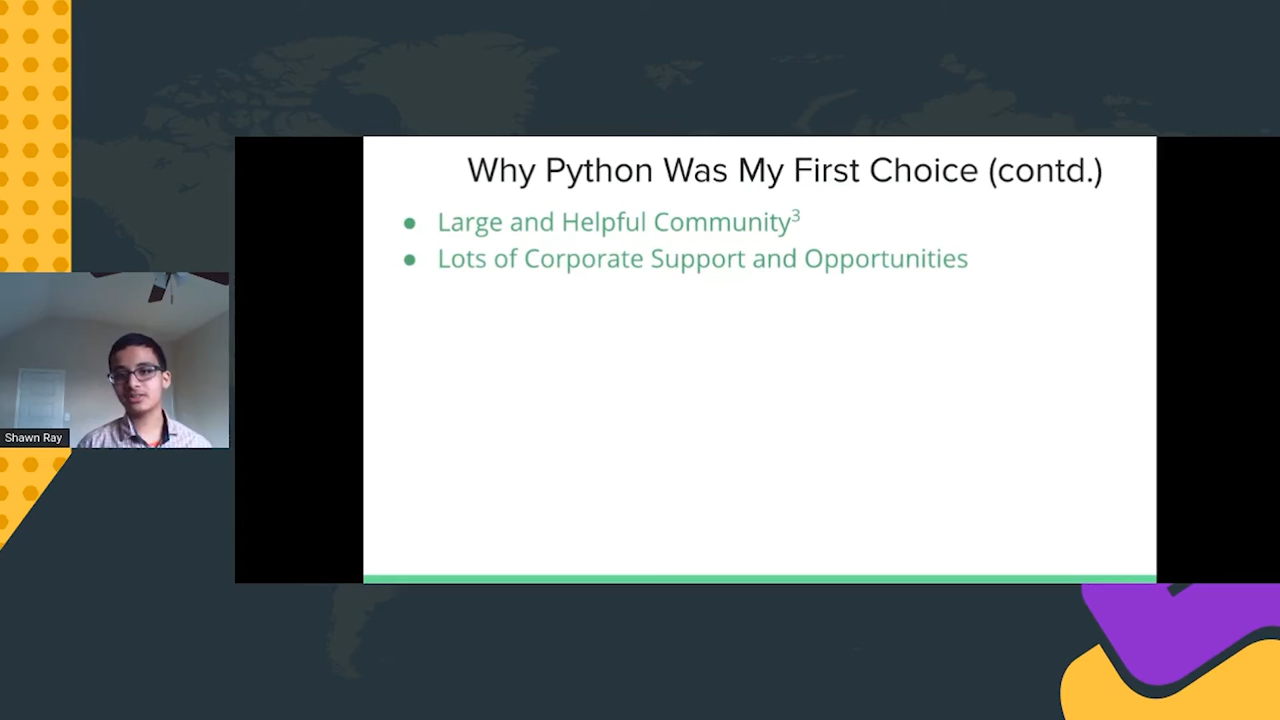 Why Python Was My First Choice (contd.)
● Large and Helpful Community³
● Lots of Corporate Support and Opportunities
Shawn Ray